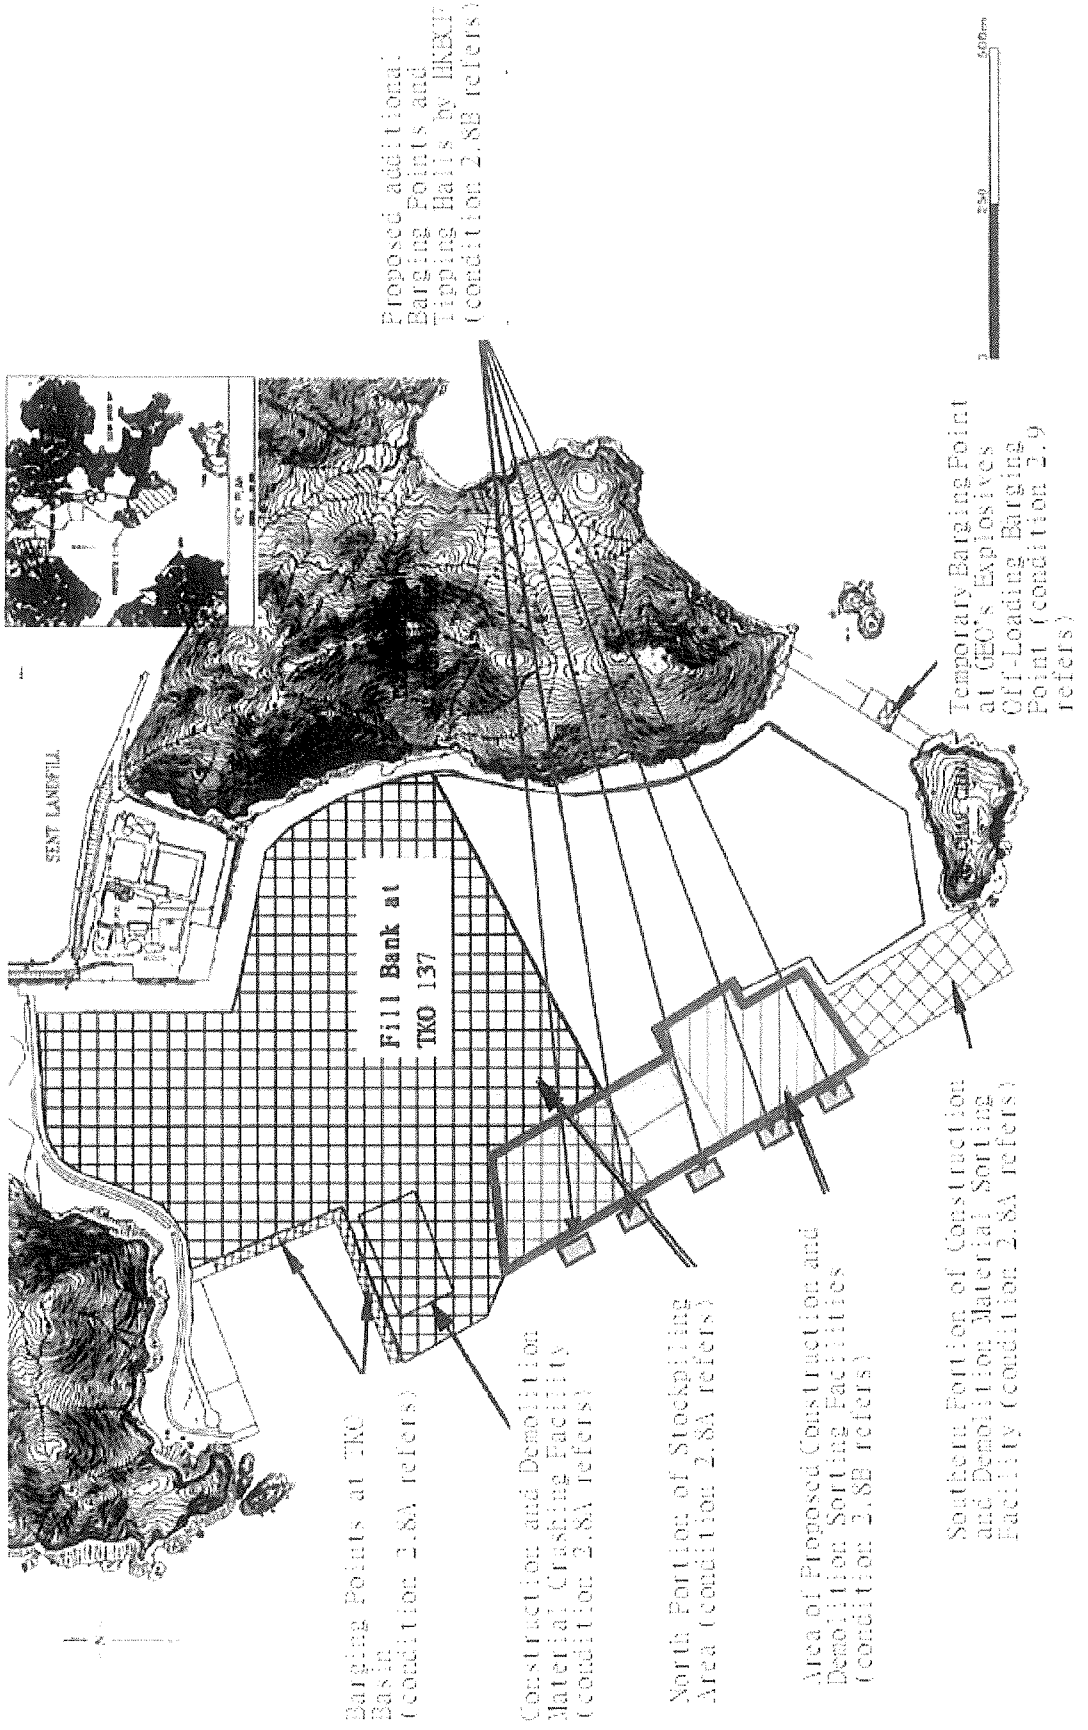 Proposed additional
Barging Points and
Tipping Halls by HKBCF
(condition 2.8B refers)
KEY PLAN
SENT LANDFILL
Fill Bank at
TKO 137
0 250 500m
Temporary Barging Point
at GEO's Explosives
Off-Loading Barging
Point (condition 2.9
refers)
N
Barging Points at TKO
Basin
(condition 2.8A refers)
Construction and Demolition
Material Crushing Facility
(condition 2.8A refers)
North Portion of Stockpiling
Area (condition 2.8A refers)
Area of Proposed Construction and
Demolition Sorting Facilities
(condition 2.8B refers)
Southern Portion of Construction
and Demolition Material Sorting
Facility (condition 2.8A refers)